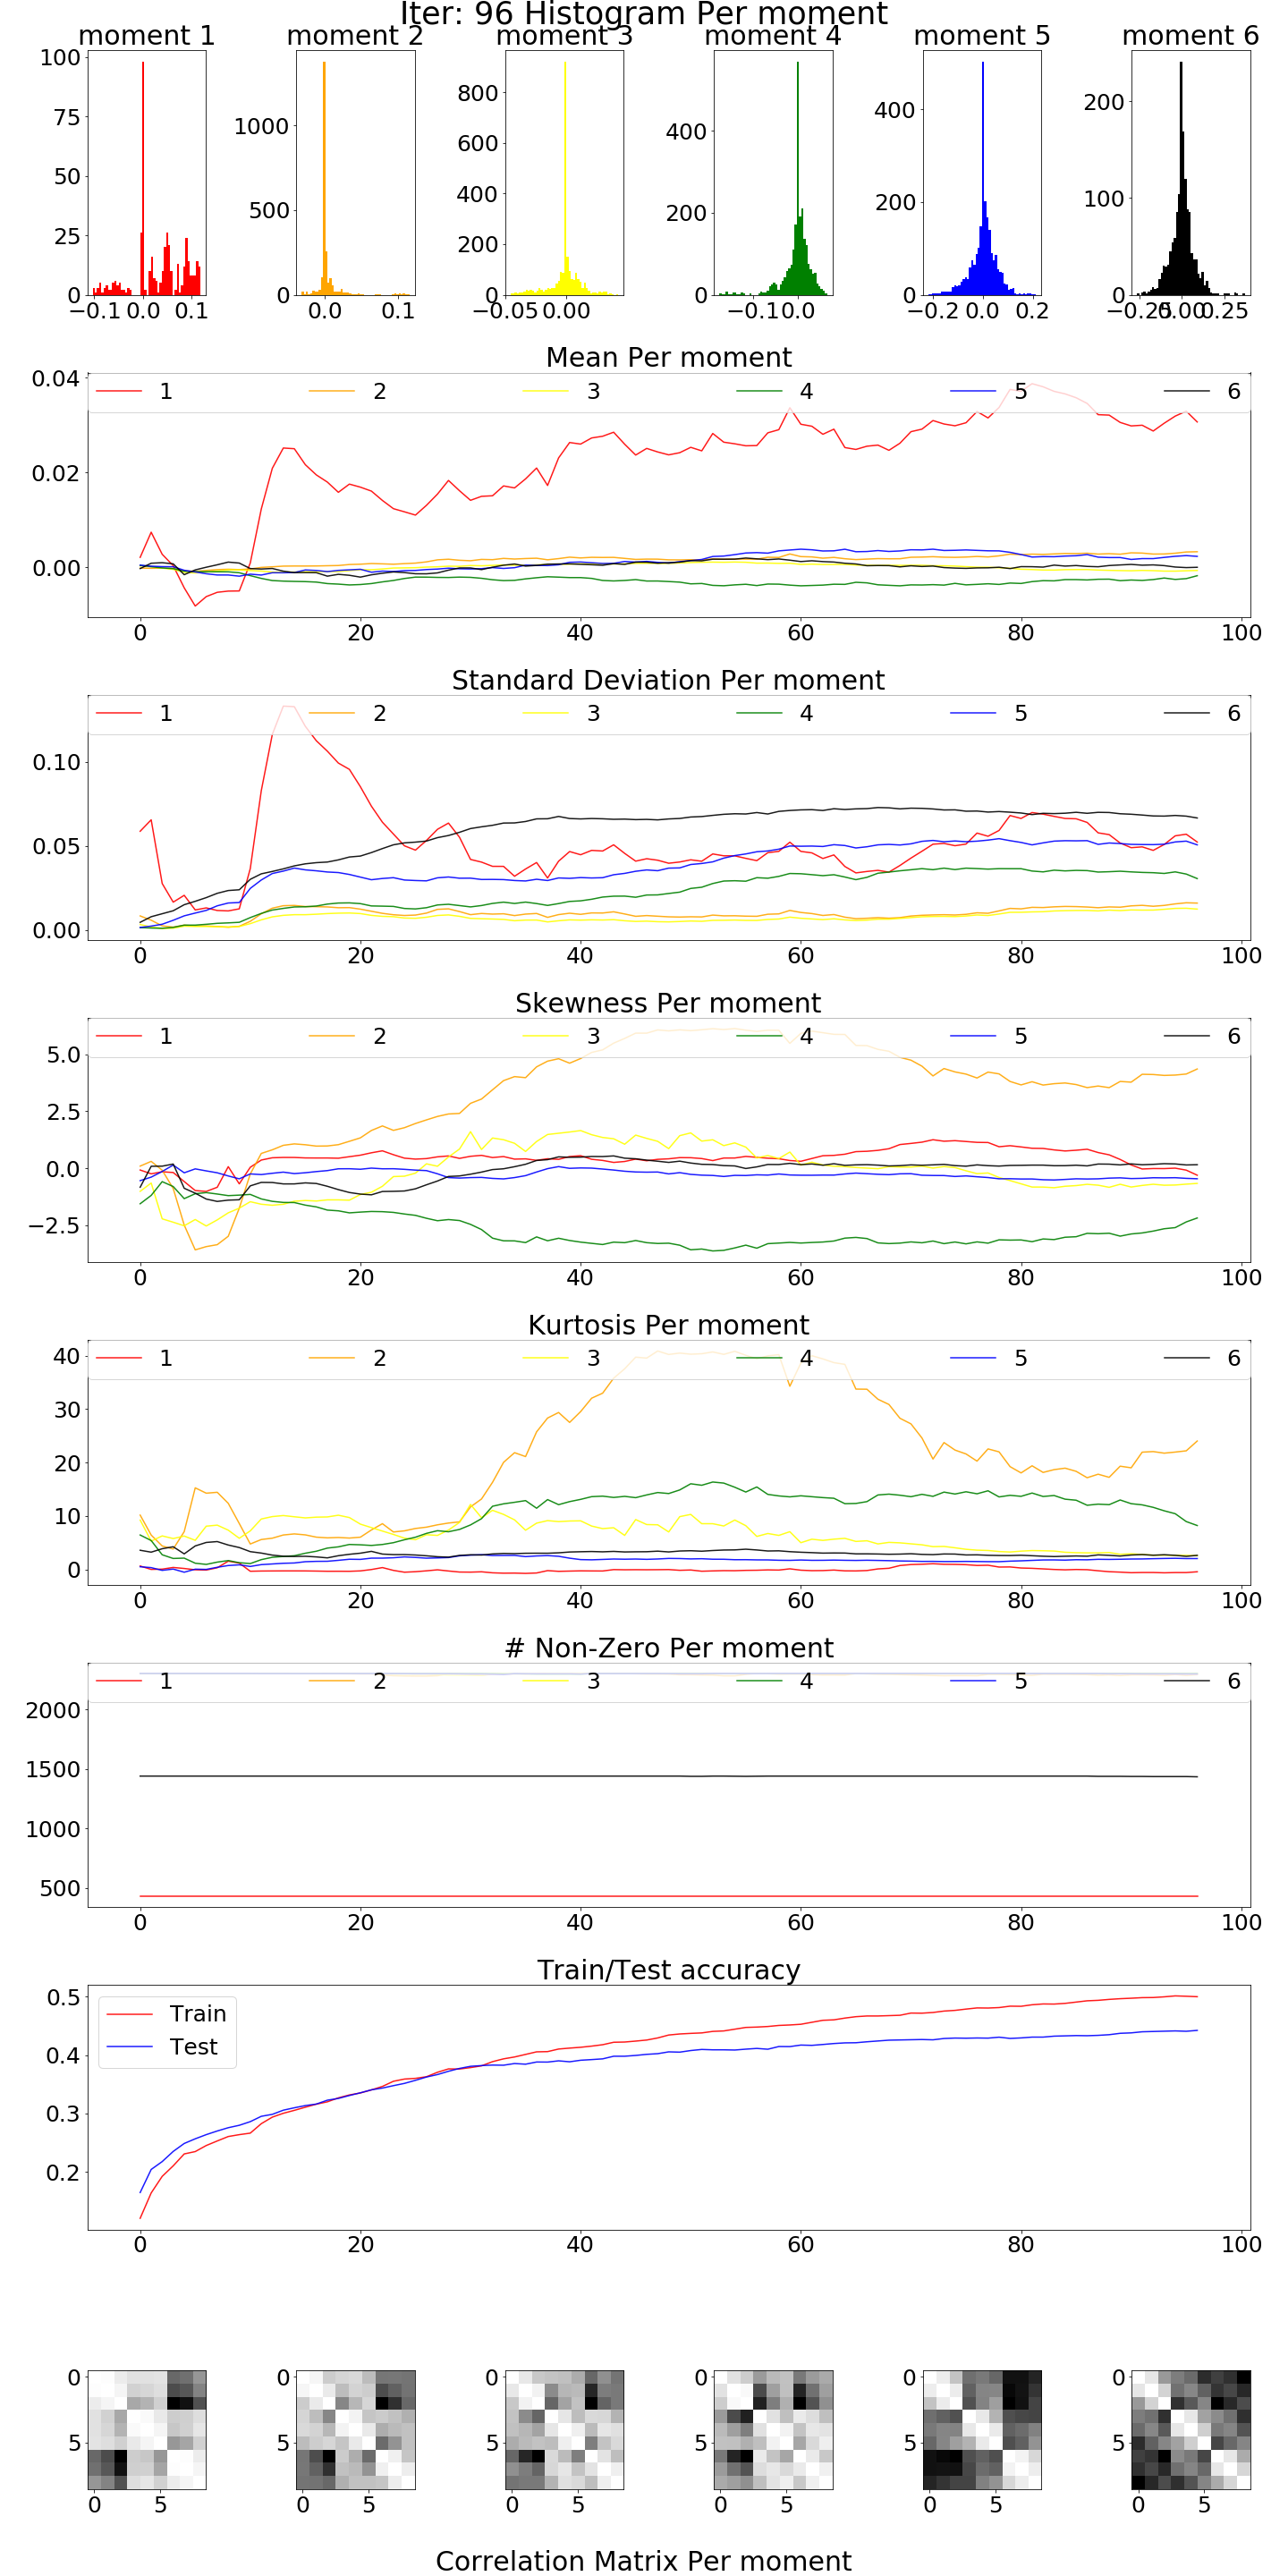 Iter: 96 Histogram Per moment
moment 1 moment 2 moment 3 moment 4 moment 5 moment 6
100
75
50
25
0
−0.1 0.0 0.1
1000
500
0
0.0 0.1
800
600
400
200
0
−0.05 0.00
400
200
0
−0.1 0.0
400
200
0
−0.2 0.0 0.2
200
100
0
−0.25 0.00 0.25
Mean Per moment
1 2 3 4 5 6
0.04
0.02
0.00
0 20 40 60 80 100
Standard Deviation Per moment
1 2 3 4 5 6
0.10
0.05
0.00
0 20 40 60 80 100
Skewness Per moment
1 2 3 4 5 6
5.0
2.5
0.0
−2.5
0 20 40 60 80 100
Kurtosis Per moment
1 2 3 4 5 6
40
30
20
10
0
0 20 40 60 80 100
# Non-Zero Per moment
1 2 3 4 5 6
2000
1500
1000
500
0 20 40 60 80 100
Train/Test accuracy
Train
Test
0.5
0.4
0.3
0.2
0 20 40 60 80 100
0 0 0 0 0 0
5 5 5 5 5 5
0 5 0 5 0 5 0 5 0 5 0 5
Correlation Matrix Per moment